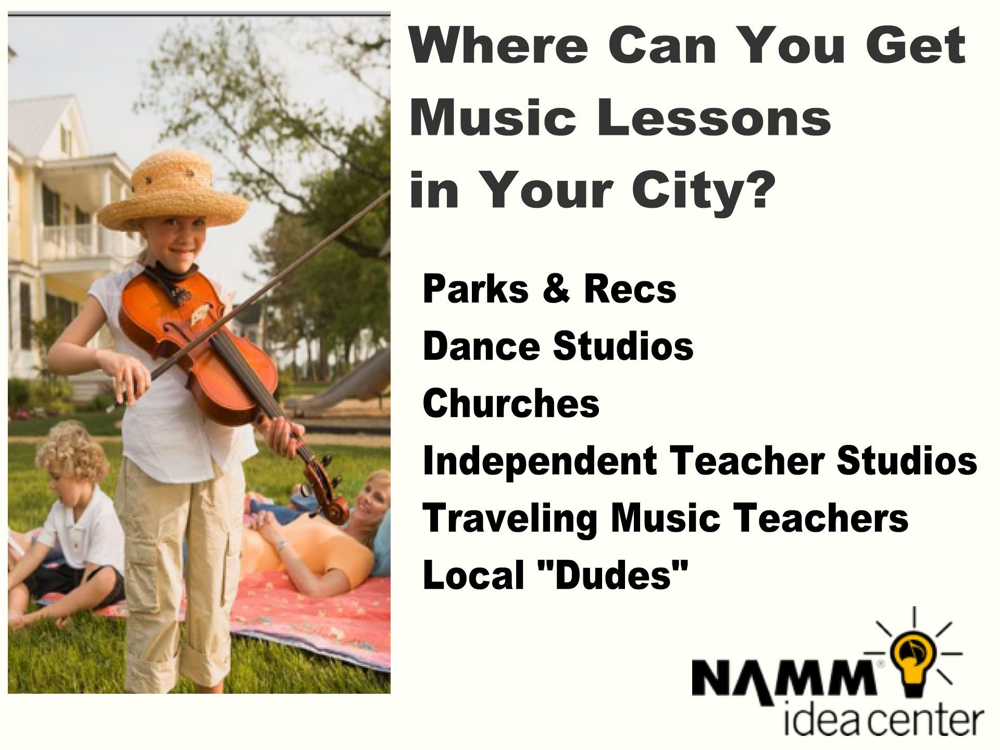 Where Can You Get
Music Lessons
in Your City?
Parks & Recs
Dance Studios
Churches
Independent Teacher Studios
Traveling Music Teachers
Local "Dudes"
NAMM®
idea center